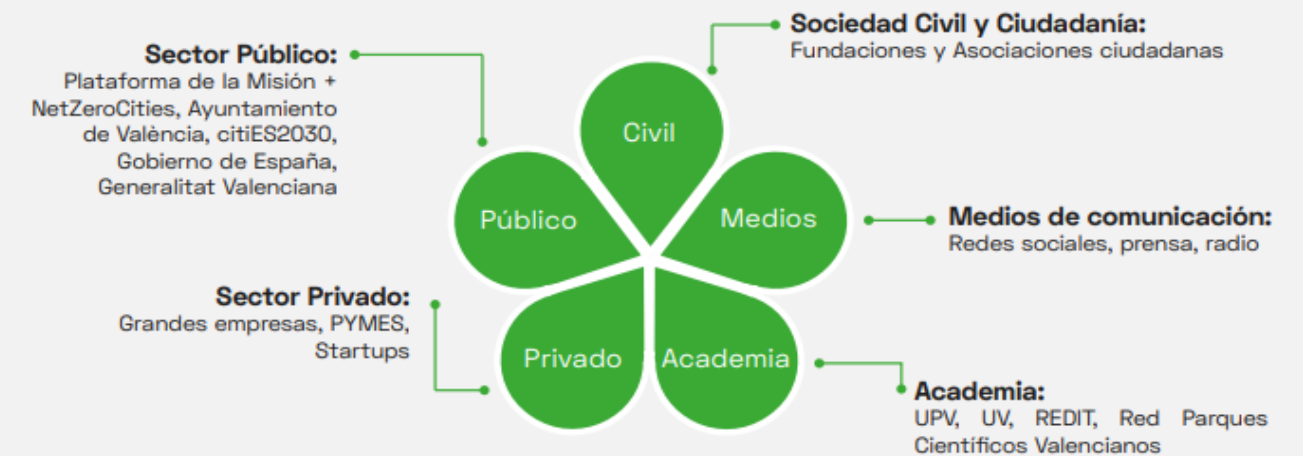 Sociedad Civil y Ciudadanía:
Fundaciones y Asociaciones ciudadanas
Sector Público:
Plataforma de la Misión +
NetZeroCities, Ayuntamiento
de València, citiES2030,
Gobierno de España,
Generalitat Valenciana
Civil
Público
Medios
Medios de comunicación:
Redes sociales, prensa, radio
Sector Privado:
Grandes empresas, PYMES,
Startups
Privado
Academia
Academia:
UPV, UV, REDIT, Red Parques
Científicos Valencianos